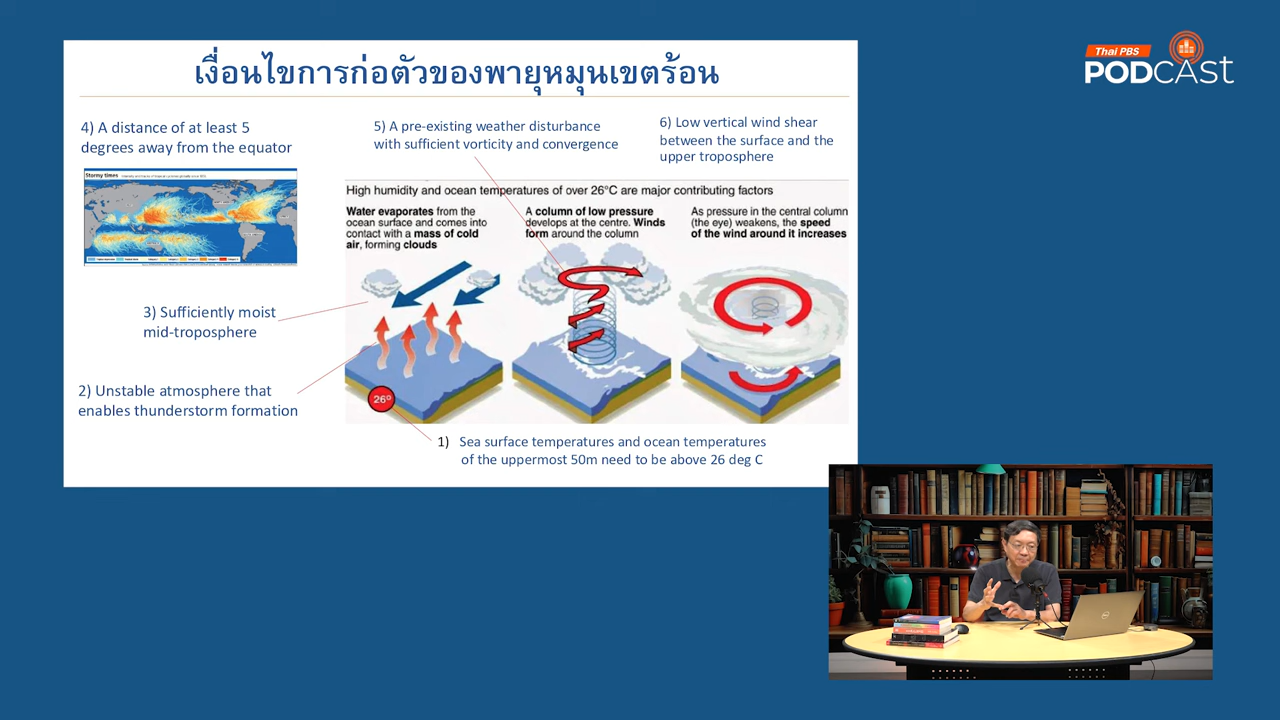 Thai PBS
PODCAST
เงื่อนไขการก่อตัวของพายุหมุนเขตร้อน
4) A distance of at least 5
degrees away from the equator
5) A pre-existing weather disturbance
with sufficient vorticity and convergence
6) Low vertical wind shear
between the surface and the
upper troposphere
Stormy times
High humidity and ocean temperatures of over 26°C are major contributing factors
Water evaporates from the
ocean surface and comes into
contact with a mass of cold
air, forming clouds
A column of low pressure
develops at the centre. Winds
form around the column
As pressure in the central column
(the eye) weakens, the speed
of the wind around it increases
3) Sufficiently moist
mid-troposphere
2) Unstable atmosphere that
enables thunderstorm formation
26°
1) Sea surface temperatures and ocean temperatures
of the uppermost 50m need to be above 26 deg C